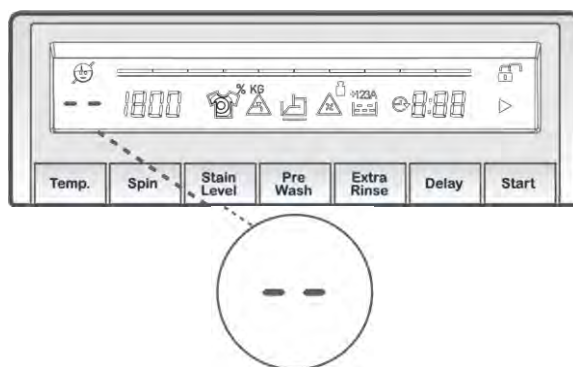 -- 1800 % KG 123A 8:88
Temp. Spin Stain Level Pre Wash Extra Rinse Delay Start
--